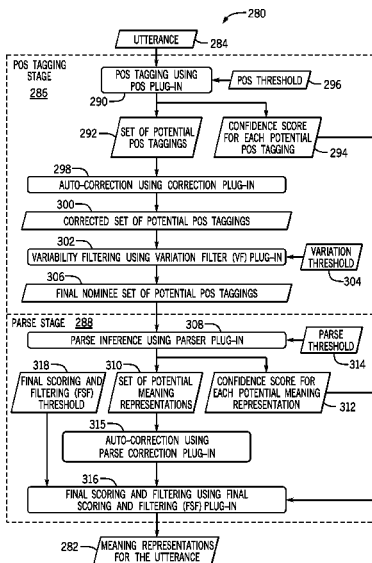 280
UTTERANCE
284
POS TAGGING
STAGE
286
POS TAGGING USING
POS PLUG-IN
290
POS THRESHOLD
296
292
SET OF POTENTIAL
POS TAGGINGS
CONFIDENCE SCORE
FOR EACH POTENTIAL
POS TAGGING
294
298
AUTO-CORRECTION USING CORRECTION PLUG-IN
300
CORRECTED SET OF POTENTIAL POS TAGGINGS
302
VARIABILITY FILTERING USING VARIATION FILTER (VF) PLUG-IN
VARIATION
THRESHOLD
304
306
FINAL NOMINEE SET OF POTENTIAL POS TAGGINGS
PARSE STAGE 288
308
PARSE INFERENCE USING PARSER PLUG-IN
PARSE
THRESHOLD
314
318
FINAL SCORING AND
FILTERING (FSF)
THRESHOLD
310
SET OF POTENTIAL
MEANING
REPRESENTATIONS
CONFIDENCE SCORE FOR
EACH POTENTIAL MEANING
REPRESENTATION
312
315
AUTO-CORRECTION USING
PARSE CORRECTION PLUG-IN
316
FINAL SCORING AND FILTERING USING FINAL
SCORING AND FILTERING (FSF) PLUG-IN
282
MEANING REPRESENTATIONS
FOR THE UTTERANCE